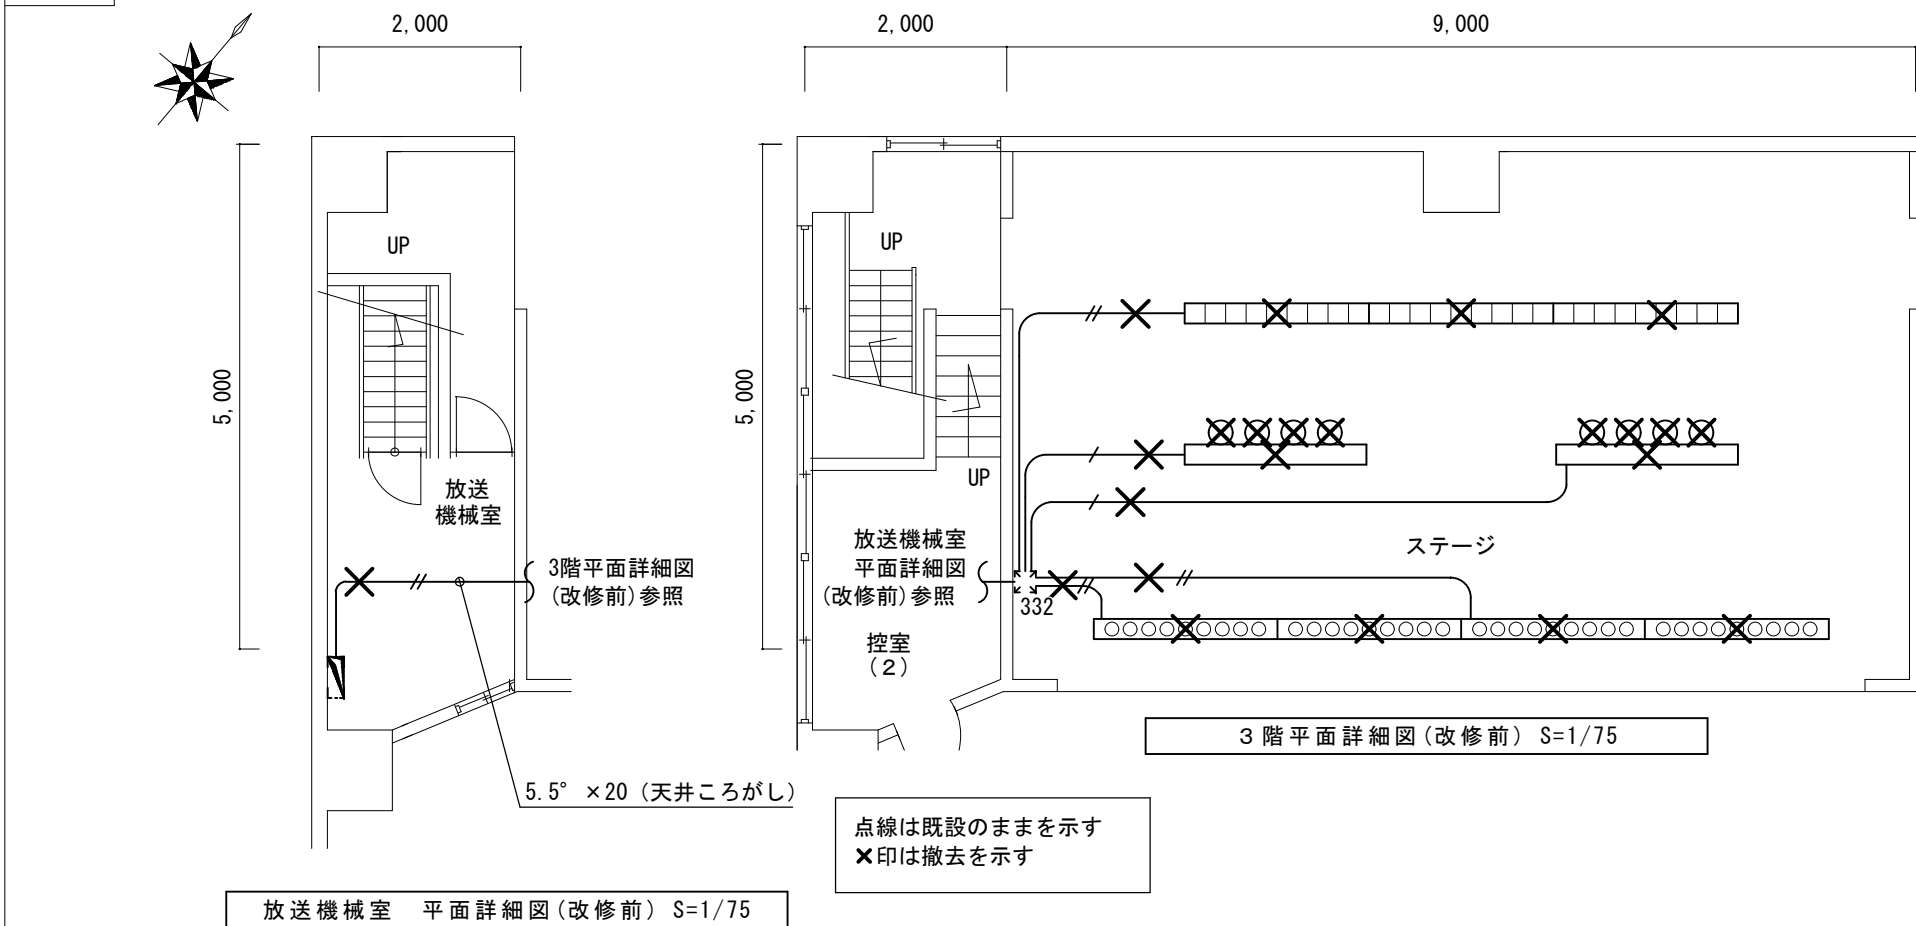 2,000
2,000
9,000
5,000
5,000
UP
UP
UP
放送
機械室
3階平面詳細図
(改修前)参照
放送機械室
平面詳細図
(改修前)参照
332
控室
(2)
ステージ
3階平面詳細図(改修前) S=1/75
5.5° ×20 (天井ころがし)
点線は既設のままを示す
×印は撤去を示す
放送機械室 平面詳細図(改修前) S=1/75